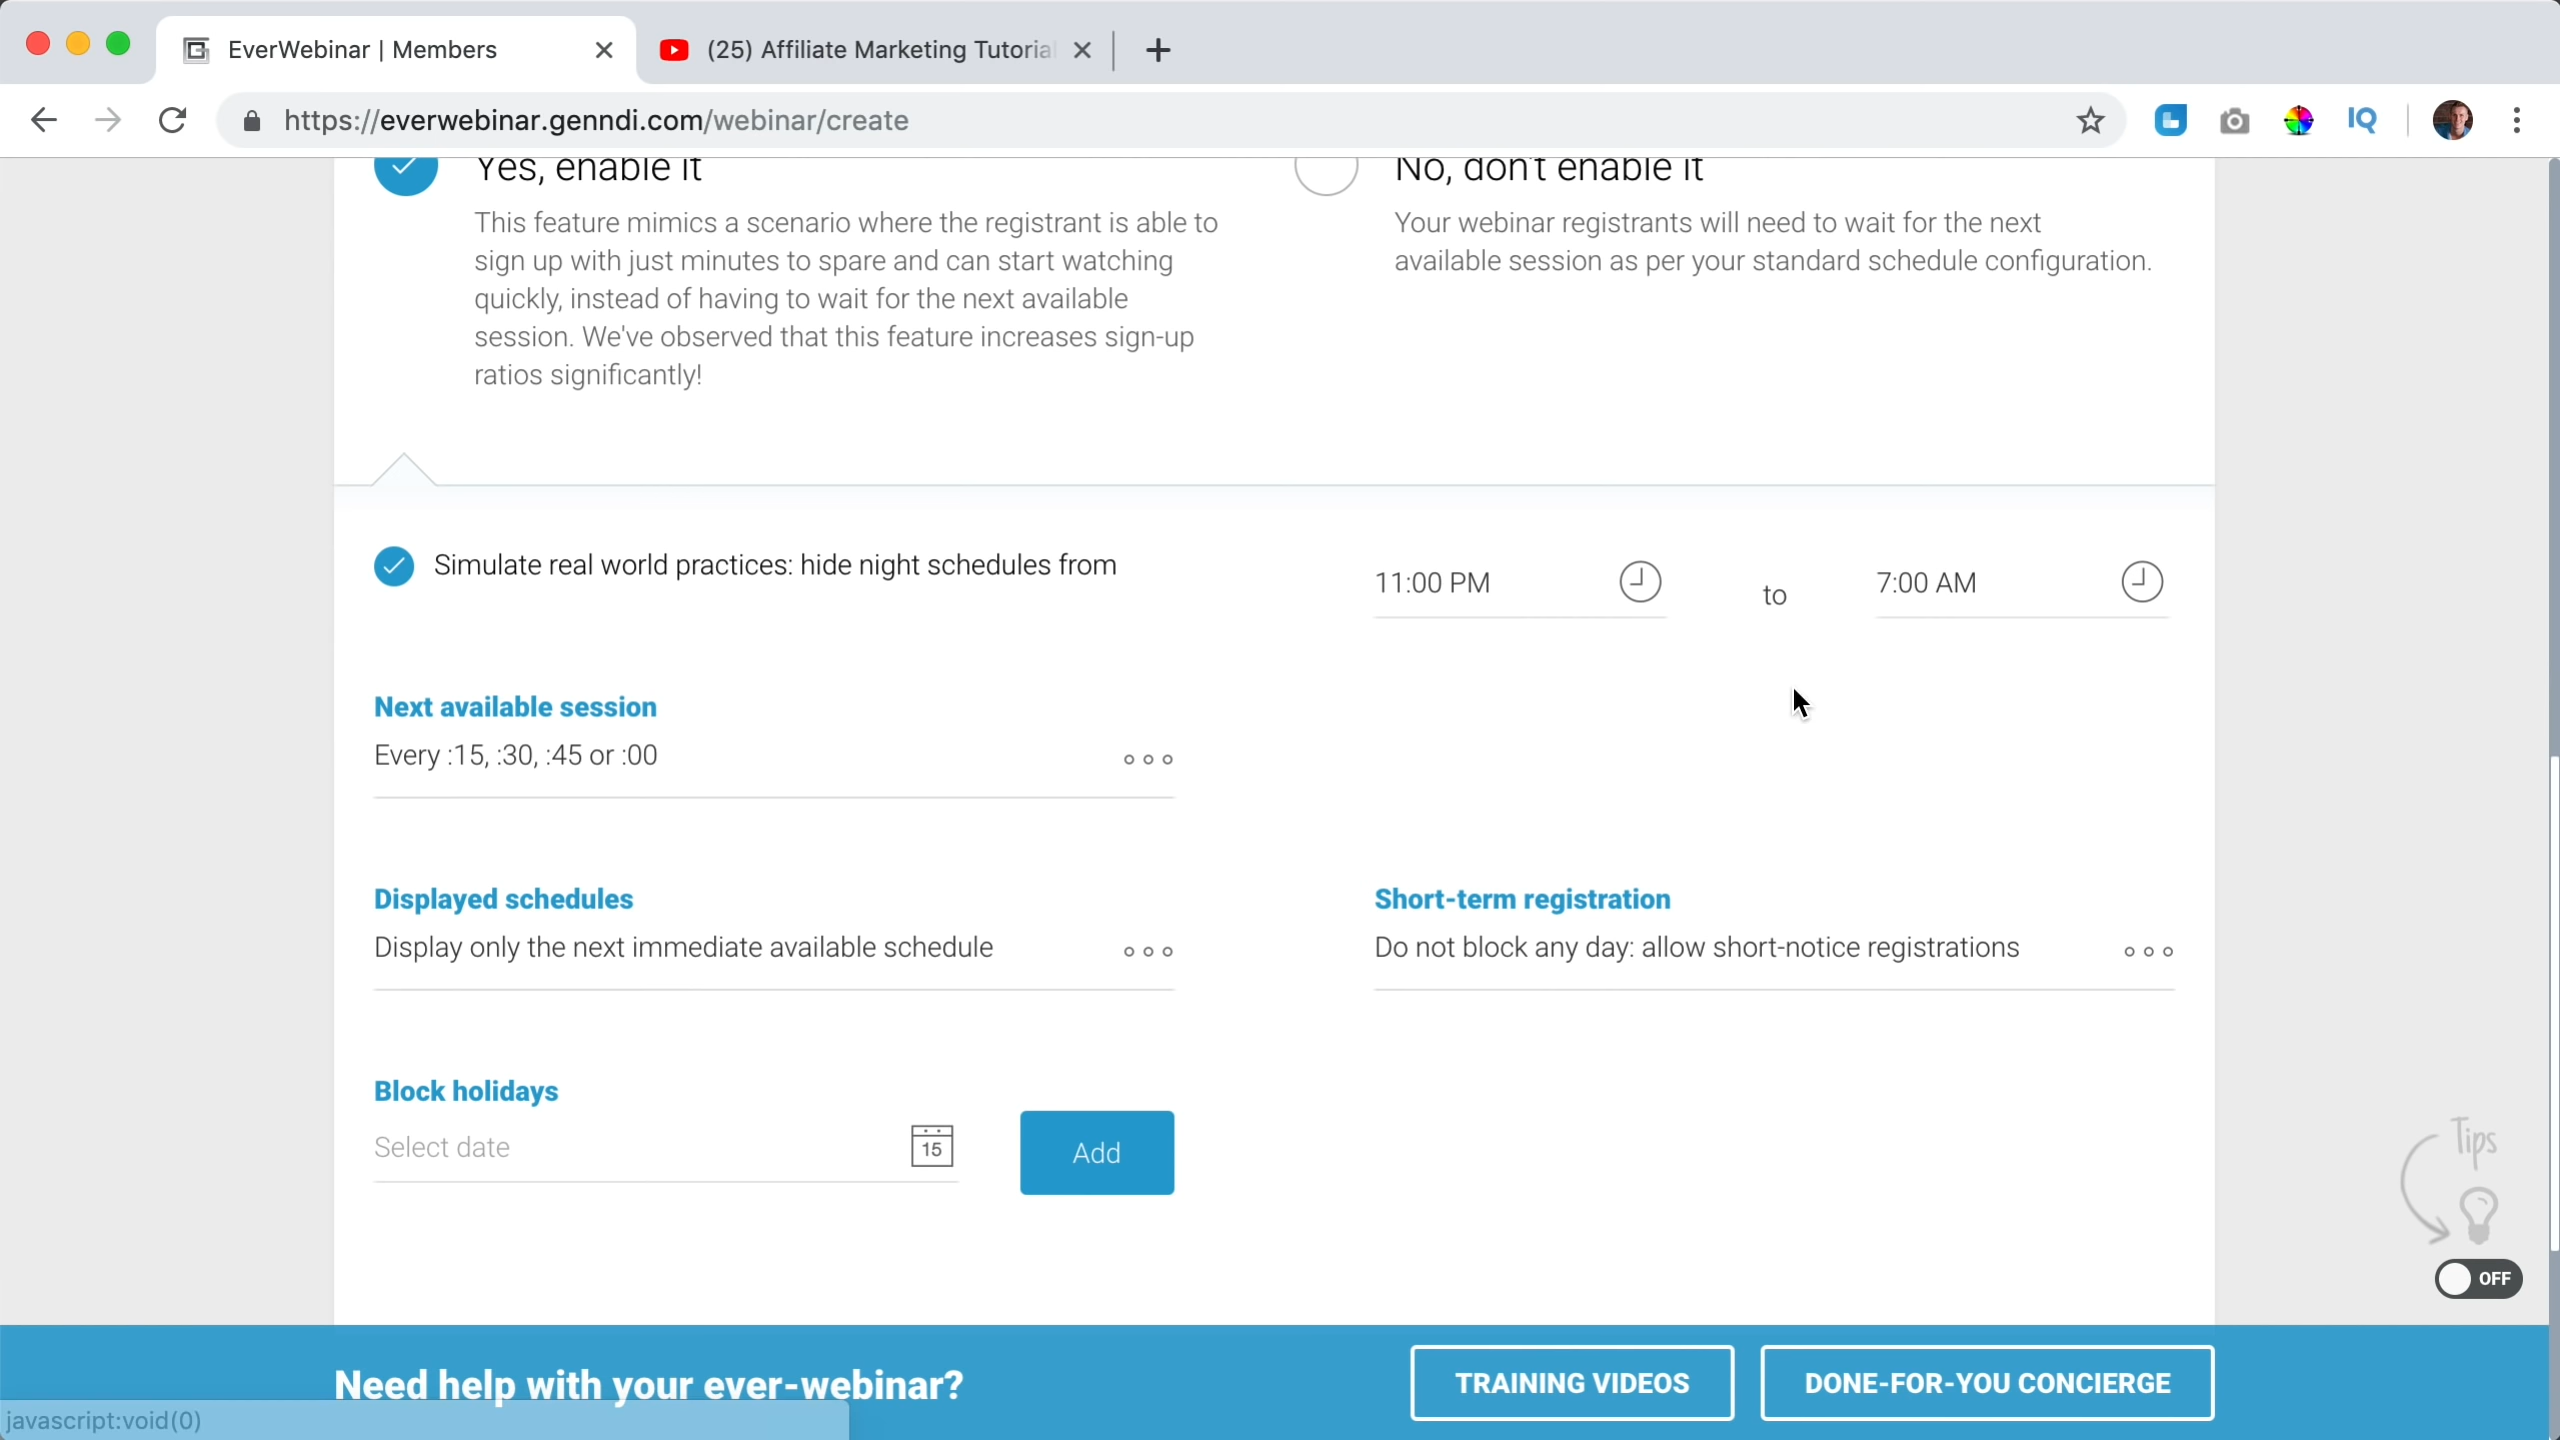 EverWebinar | Members
(25) Affiliate Marketing Tutorial
https://everwebinar.genndi.com/webinar/create
IQ
Yes, enable it
No, don't enable it
This feature mimics a scenario where the registrant is able to
sign up with just minutes to spare and can start watching
quickly, instead of having to wait for the next available
session. We've observed that this feature increases sign-up
ratios significantly!
Your webinar registrants will need to wait for the next
available session as per your standard schedule configuration.
Simulate real world practices: hide night schedules from
11:00 PM
to
7:00 AM
Next available session
Every :15, :30, :45 or :00
Displayed schedules
Display only the next immediate available schedule
Short-term registration
Do not block any day: allow short-notice registrations
Block holidays
Select date
15
Add
Tips
OFF
Need help with your ever-webinar?
TRAINING VIDEOS
DONE-FOR-YOU CONCIERGE
javascript:void(0)